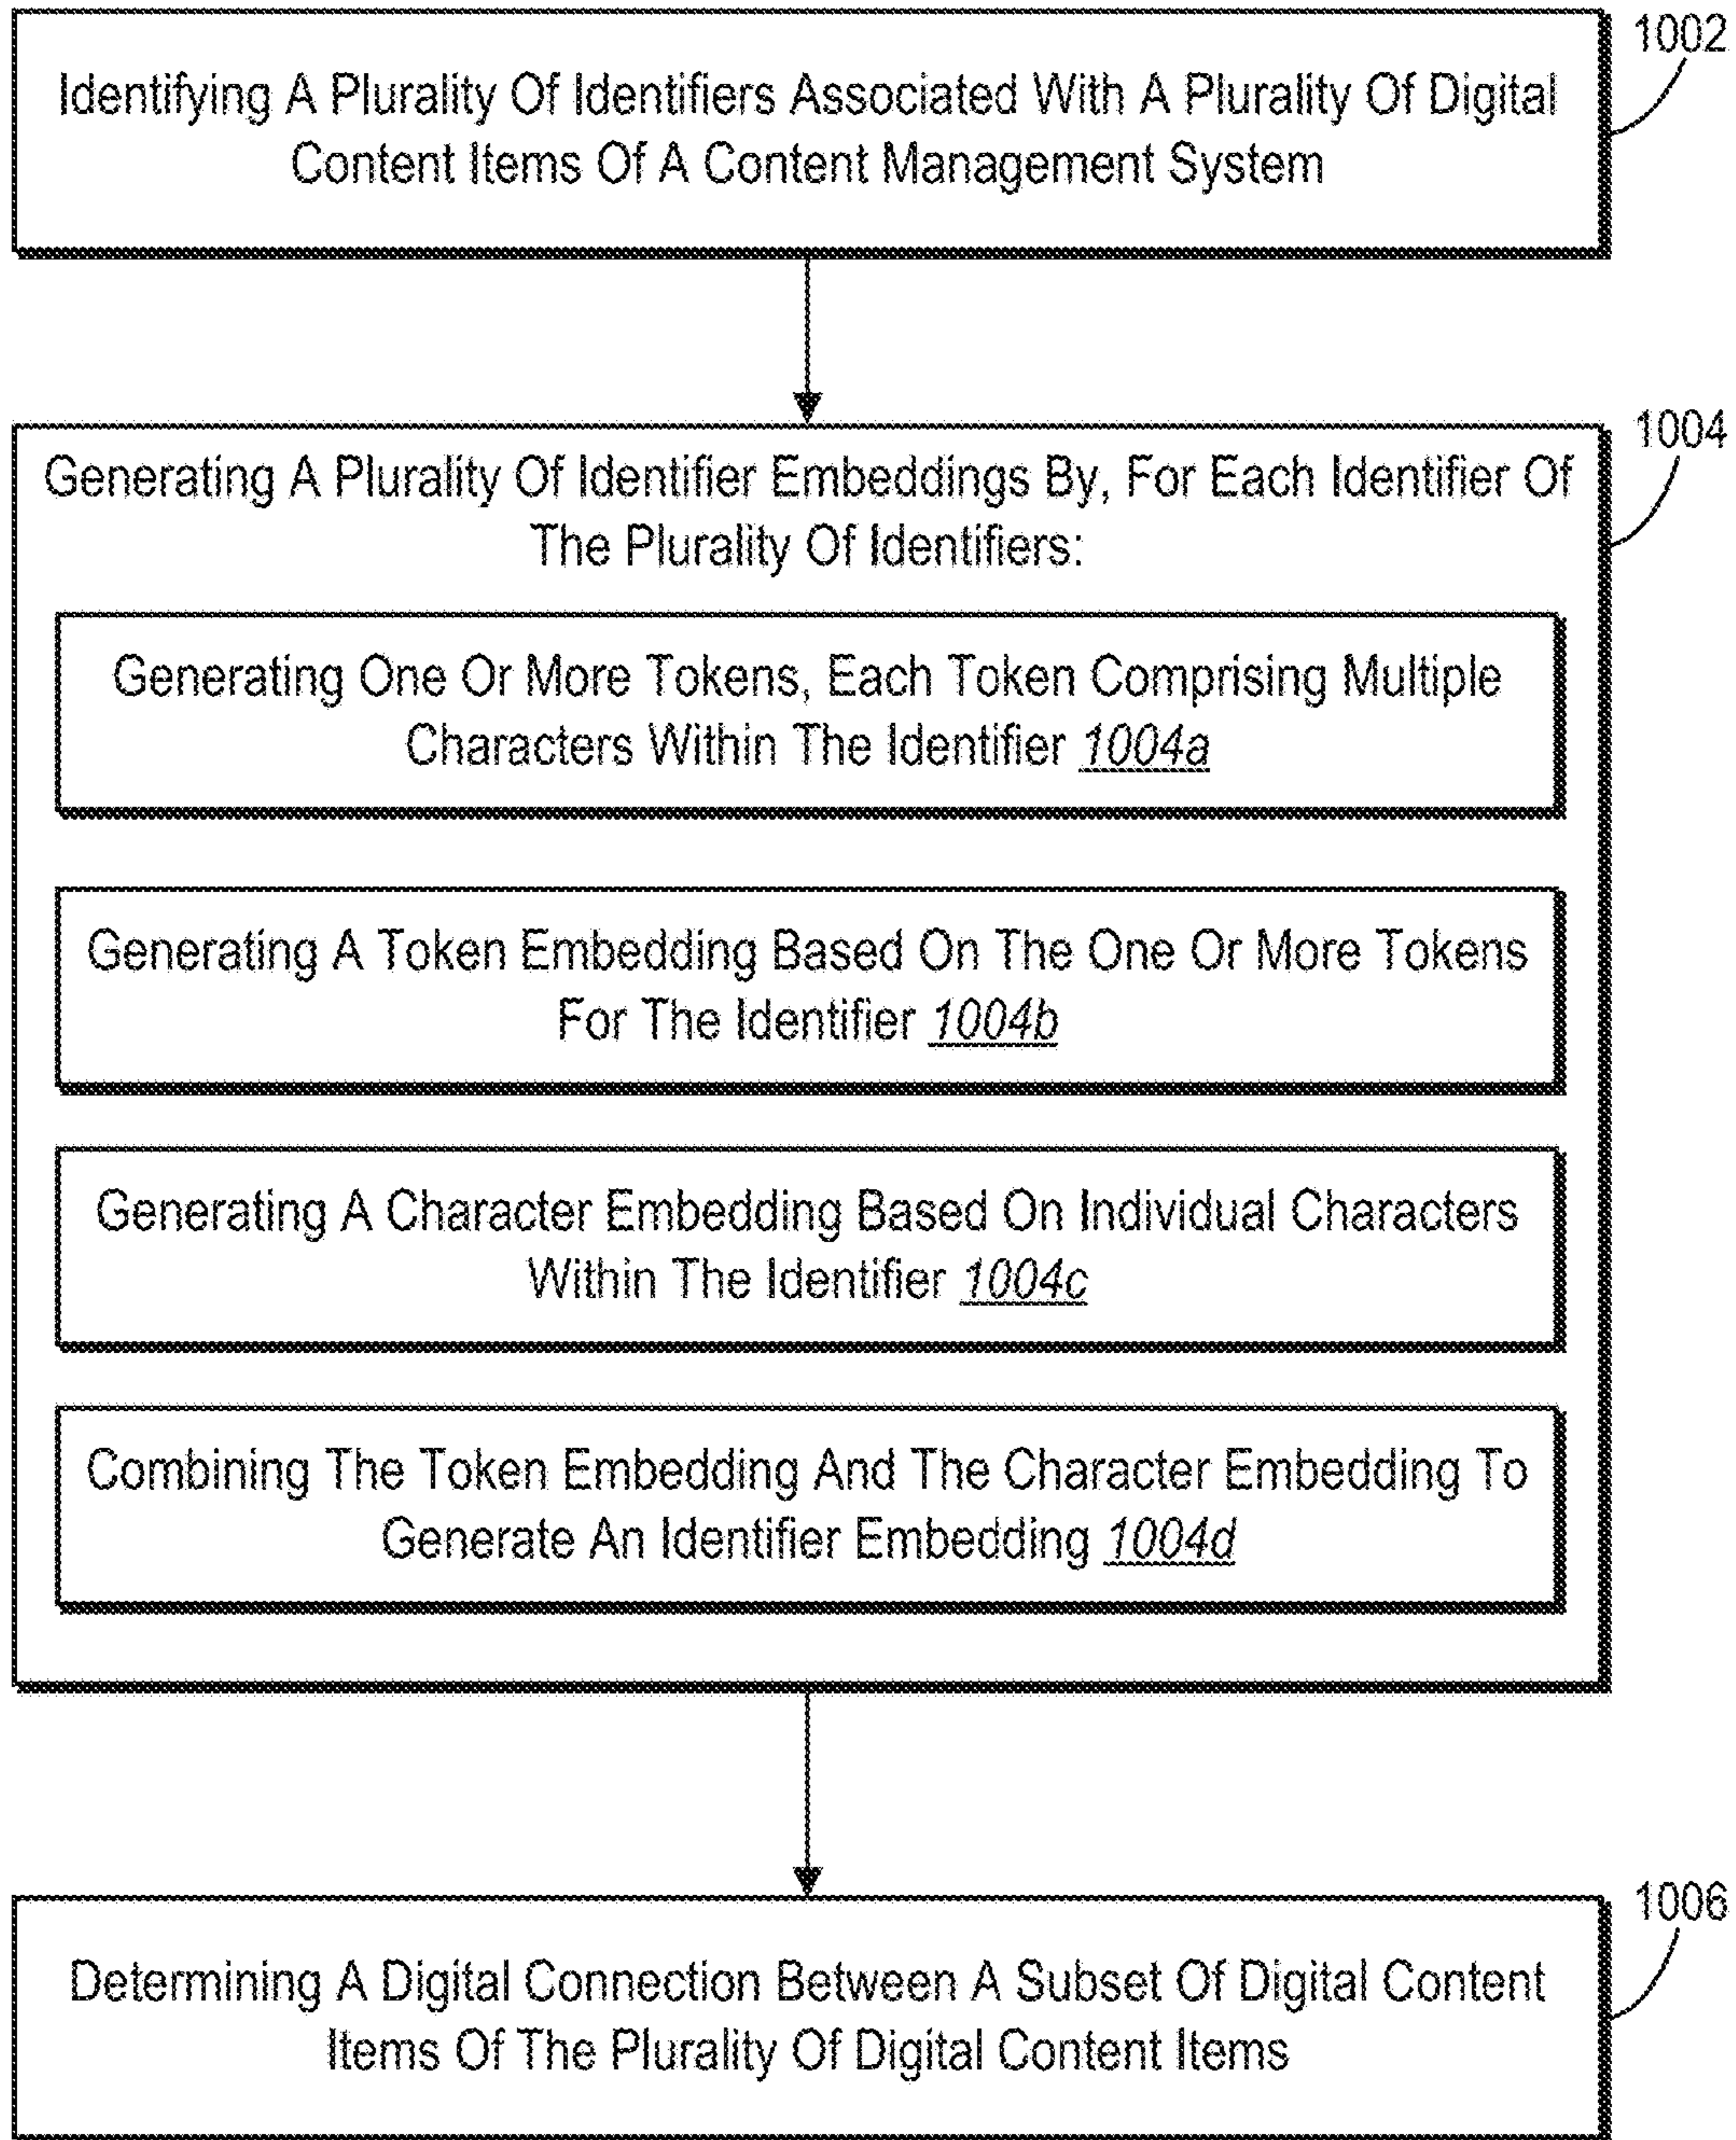 1002
Identifying A Plurality Of Identifiers Associated With A Plurality Of Digital
Content Items Of A Content Management System
1004
Generating A Plurality Of Identifier Embeddings By, For Each Identifier Of
The Plurality Of Identifiers:
Generating One Or More Tokens, Each Token Comprising Multiple
Characters Within The Identifier 1004a
Generating A Token Embedding Based On The One Or More Tokens
For The Identifier 1004b
Generating A Character Embedding Based On Individual Characters
Within The Identifier 1004c
Combining The Token Embedding And The Character Embedding To
Generate An Identifier Embedding 1004d
1006
Determining A Digital Connection Between A Subset Of Digital Content
Items Of The Plurality Of Digital Content Items